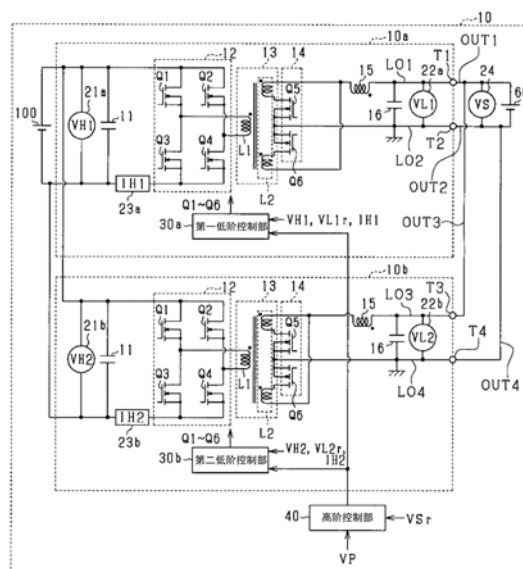 10
10a
12
13
14
T1
OUT1
Q1
Q2
Q5
15
LO1
22a
24
60
21a
11
VH1
100
L1
16
VL1
VS
Q3
Q4
T2
LO2
IH1
Q6
OUT2
23a
L2
Q1~Q6
30a
第一低阶控制部
VH1, VL1r, IH1
OUT3
10b
12
13
14
Q1
Q2
Q5
15
LO3
T3
22b
21b
11
VH2
L1
16
VL2
T4
Q3
Q4
LO4
IH2
Q6
OUT4
23b
L2
Q1~Q6
30b
第二低阶控制部
VH2, VL2r,
IH2
40
高阶控制部
VSr
VP